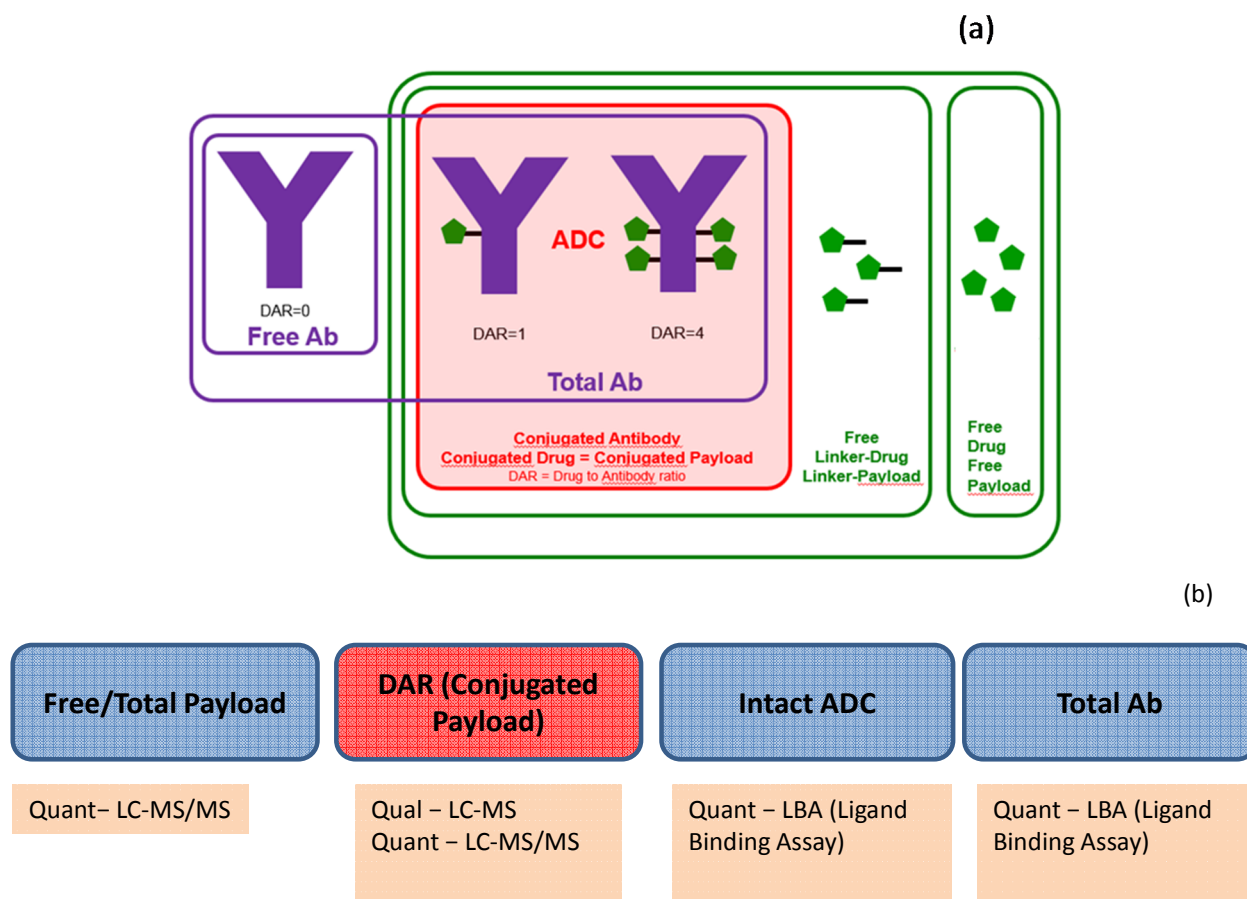 (a)
DAR=0
Free Ab
ADC
DAR=1
DAR=4
Total Ab
Conjugated Antibody
Conjugated Drug = Conjugated Payload
DAR = Drug to Antibody ratio
Free
Linker-Drug
Linker-Payload
Free
Drug
Free
Payload
(b)
Free/Total Payload
DAR (Conjugated
Payload)
Intact ADC
Total Ab
Quant− LC-MS/MS
Qual – LC-MS
Quant – LC-MS/MS
Quant – LBA (Ligand
Binding Assay)
Quant – LBA (Ligand
Binding Assay)